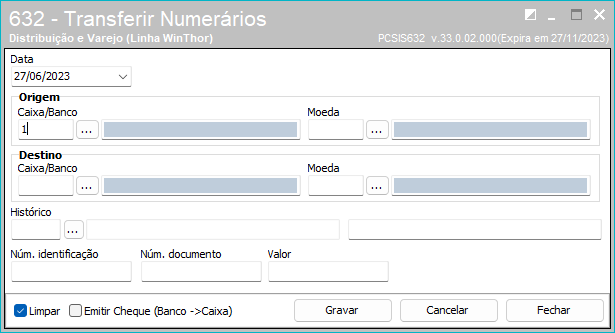 632 - Transferir Numerários
Distribuição e Varejo (Linha WinThor) PCSIS632 v.33.0.02.000(Expira em 27/11/2023)
Data
27/06/2023
Origem
Caixa/Banco Moeda
1 ... ...
Destino
Caixa/Banco Moeda
... ...
Histórico
...
Núm. identificação Núm. documento Valor
Limpar Emitir Cheque (Banco ->Caixa) Gravar Cancelar Fechar